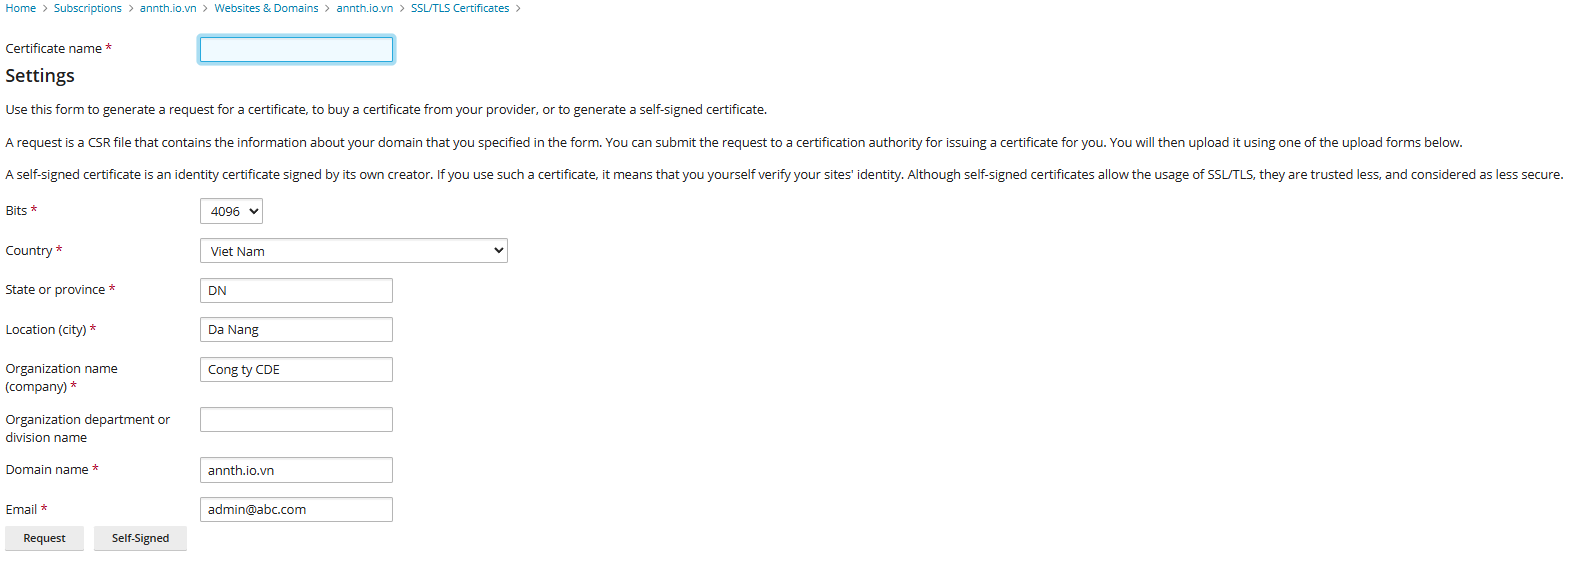 Home > Subscriptions > annth.io.vn > Websites & Domains > annth.io.vn > SSL/TLS Certificates >
Certificate name *
Settings
Use this form to generate a request for a certificate, to buy a certificate from your provider, or to generate a self-signed certificate.
A request is a CSR file that contains the information about your domain that you specified in the form. You can submit the request to a certification authority for issuing a certificate for you. You will then upload it using one of the upload forms below.
A self-signed certificate is an identity certificate signed by its own creator. If you use such a certificate, it means that you yourself verify your sites' identity. Although self-signed certificates allow the usage of SSL/TLS, they are trusted less, and considered as less secure.
Bits * 4096
Country * Viet Nam
State or province * DN
Location (city) * Da Nang
Organization name
(company) * Cong ty CDE
Organization department or
division name
Domain name * annth.io.vn
Email * admin@abc.com
Request Self-Signed